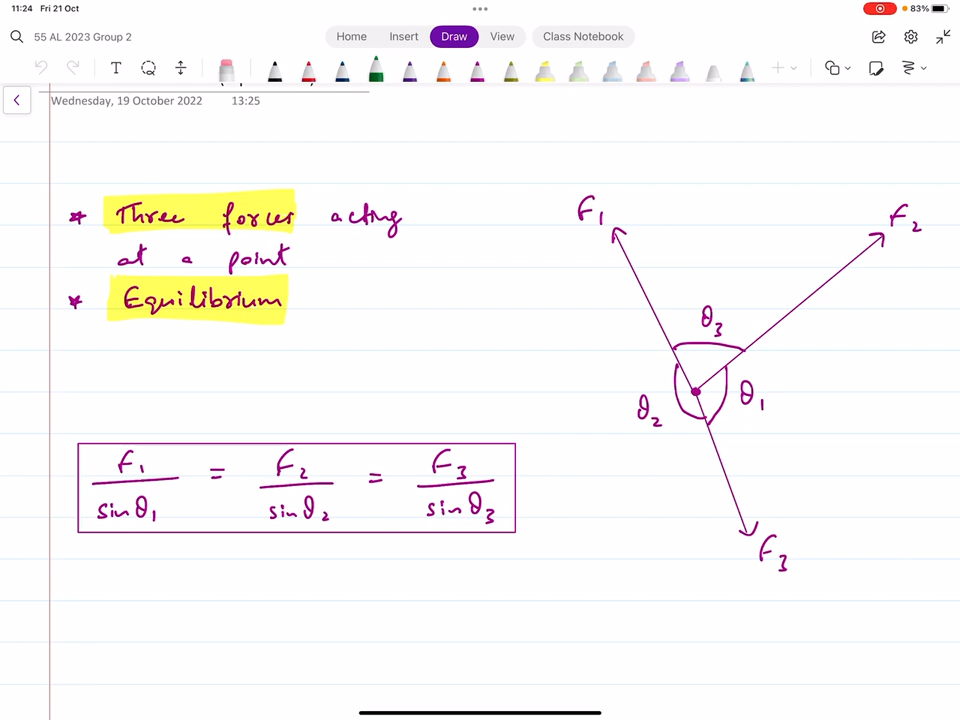 11:24 Fri 21 Oct
83%
55 AL 2023 Group 2
Home Insert Draw View Class Notebook
T
Wednesday, 19 October 2022 13:25
* Three forces acting
at a point
* Equilibrium
F₁/sinθ₁ = F₂/sinθ₂ = F₃/sinθ₃
F₁
F₂
θ₃
θ₂
θ₁
F₃